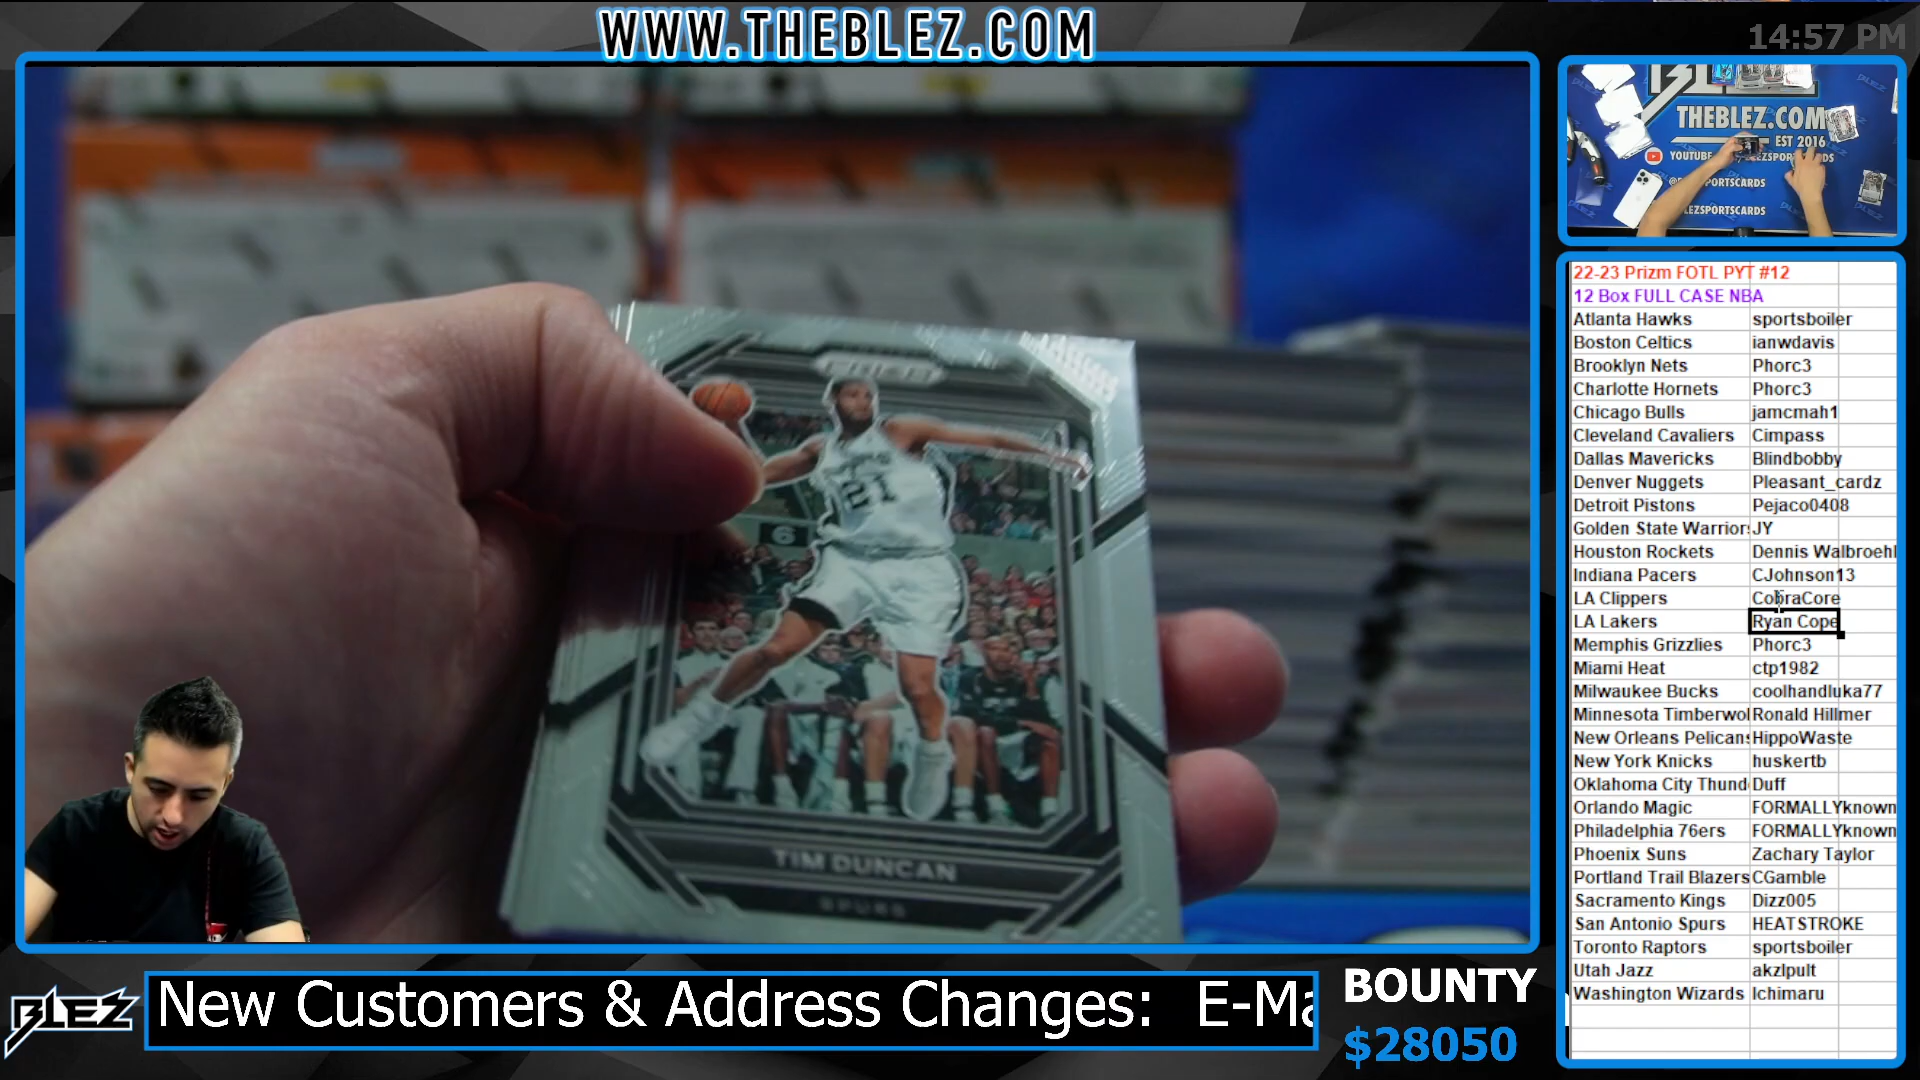 WWW.THEBLEZ.COM
14:57 PM
THEBLEZ.COM
EST 2016
YOUTUBE
22-23 Prizm FOTL PYT #12
12 Box FULL CASE NBA
Atlanta Hawks sportsboiler
Boston Celtics ianwdavis
Brooklyn Nets Phorc3
Charlotte Hornets Phorc3
Chicago Bulls jamcmah1
Cleveland Cavaliers Cimpass
Dallas Mavericks Blindbobby
Denver Nuggets Pleasant_cardz
Detroit Pistons Pejaco0408
Golden State Warriors JY
Houston Rockets Dennis Walbroehl
Indiana Pacers CJohnson13
LA Clippers CobraCore
LA Lakers Ryan Cope
Memphis Grizzlies Phorc3
Miami Heat ctp1982
Milwaukee Bucks coolhandluka77
Minnesota Timberwol Ronald Hillmer
New Orleans Pelicans HippoWaste
New York Knicks huskertb
Oklahoma City Thund Duff
Orlando Magic FORMALLYknown
Philadelphia 76ers FORMALLYknown
Phoenix Suns Zachary Taylor
Portland Trail Blazers CGamble
Sacramento Kings Dizz005
San Antonio Spurs HEATSTROKE
Toronto Raptors sportsboiler
Utah Jazz akzlpult
Washington Wizards Ichimaru
PRIZM
21
6
TIM DUNCAN
SPURS
BLEZ
New Customers & Address Changes: E-Ma
BOUNTY
$28050